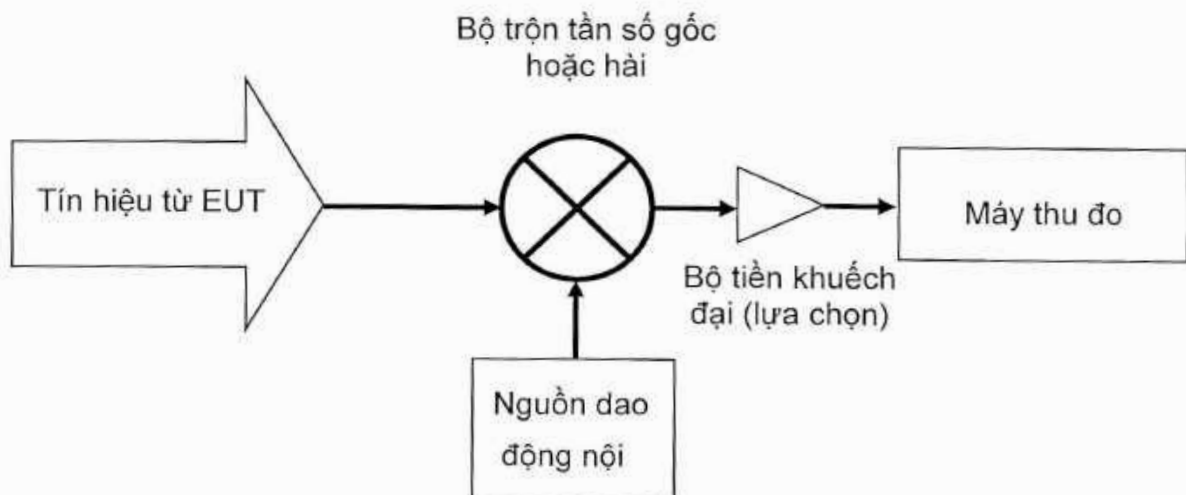 Bộ trộn tần số gốc
hoặc hài
Tín hiệu từ EUT
Máy thu đo
Bộ tiền khuếch
đại (lựa chọn)
Nguồn dao
động nội